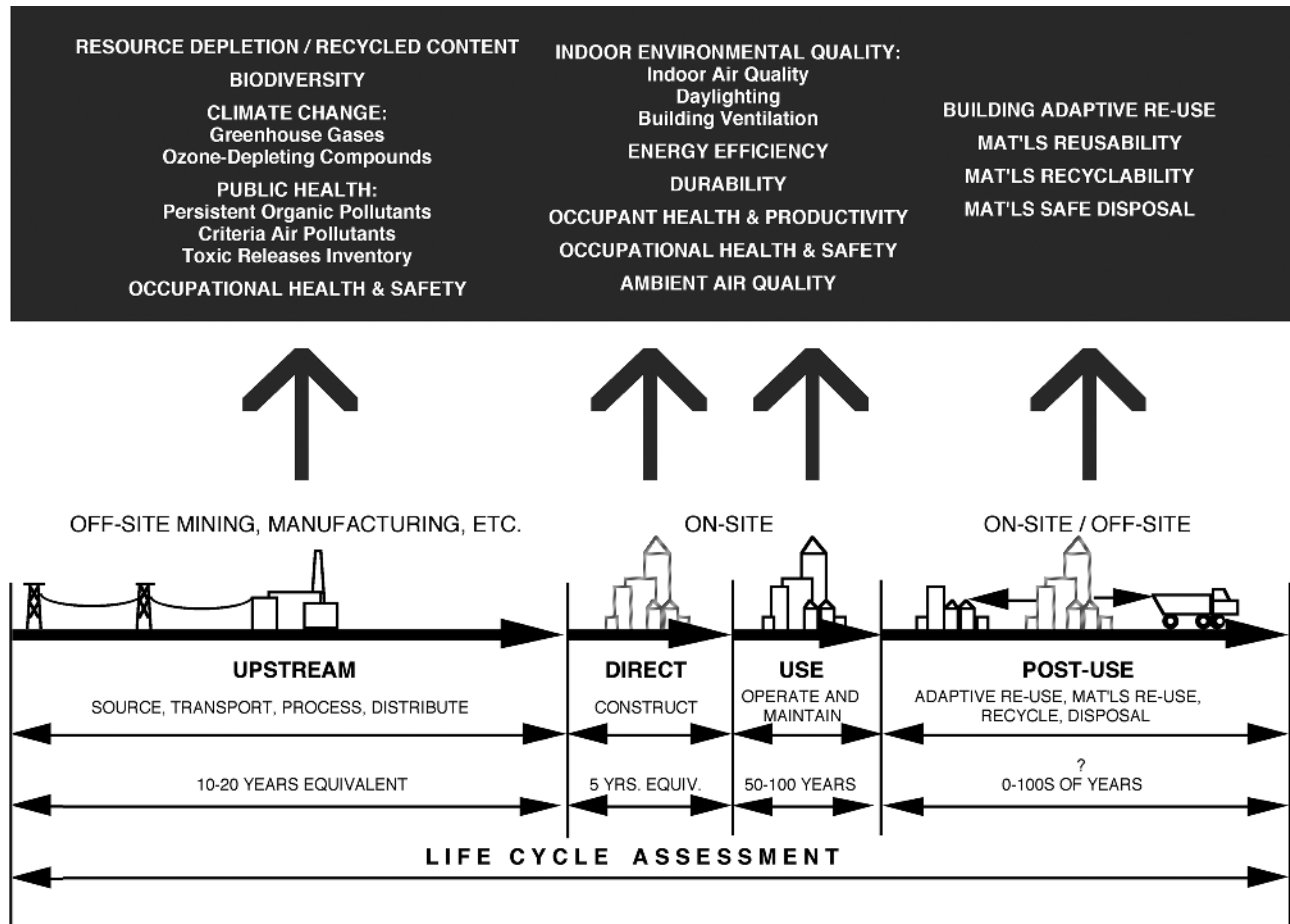 RESOURCE DEPLETION / RECYCLED CONTENT
BIODIVERSITY
CLIMATE CHANGE:
Greenhouse Gases
Ozone-Depleting Compounds
PUBLIC HEALTH:
Persistent Organic Pollutants
Criteria Air Pollutants
Toxic Releases Inventory
OCCUPATIONAL HEALTH & SAFETY
INDOOR ENVIRONMENTAL QUALITY:
Indoor Air Quality
Daylighting
Building Ventilation
ENERGY EFFICIENCY
DURABILITY
OCCUPANT HEALTH & PRODUCTIVITY
OCCUPATIONAL HEALTH & SAFETY
AMBIENT AIR QUALITY
BUILDING ADAPTIVE RE-USE
MAT'LS REUSABILITY
MAT'LS RECYCLABILITY
MAT'LS SAFE DISPOSAL
OFF-SITE MINING, MANUFACTURING, ETC.
ON-SITE
ON-SITE / OFF-SITE
UPSTREAM
SOURCE, TRANSPORT, PROCESS, DISTRIBUTE
10-20 YEARS EQUIVALENT
DIRECT
CONSTRUCT
5 YRS. EQUIV.
USE
OPERATE AND
MAINTAIN
50-100 YEARS
POST-USE
ADAPTIVE RE-USE, MAT'LS RE-USE,
RECYCLE, DISPOSAL
?
0-100S OF YEARS
LIFE CYCLE ASSESSMENT